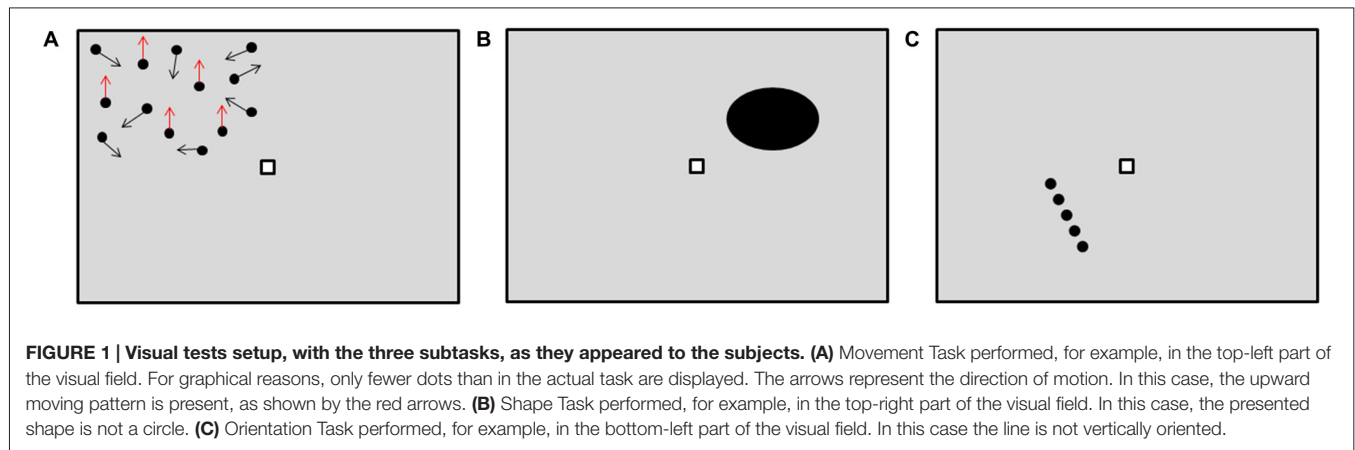 A
B
C
FIGURE 1 | Visual tests setup, with the three subtasks, as they appeared to the subjects. (A) Movement Task performed, for example, in the top-left part of
the visual field. For graphical reasons, only fewer dots than in the actual task are displayed. The arrows represent the direction of motion. In this case, the upward
moving pattern is present, as shown by the red arrows. (B) Shape Task performed, for example, in the top-right part of the visual field. In this case, the presented
shape is not a circle. (C) Orientation Task performed, for example, in the bottom-left part of the visual field. In this case the line is not vertically oriented.